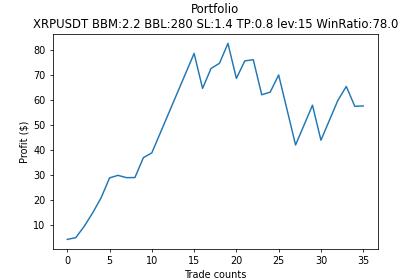 Portfolio
XRPUSDT BBM:2.2 BBL:280 SL:1.4 TP:0.8 lev:15 WinRatio:78.0
80
70
60
50
40
30
20
10
Profit ($)
0 5 10 15 20 25 30 35
Trade counts